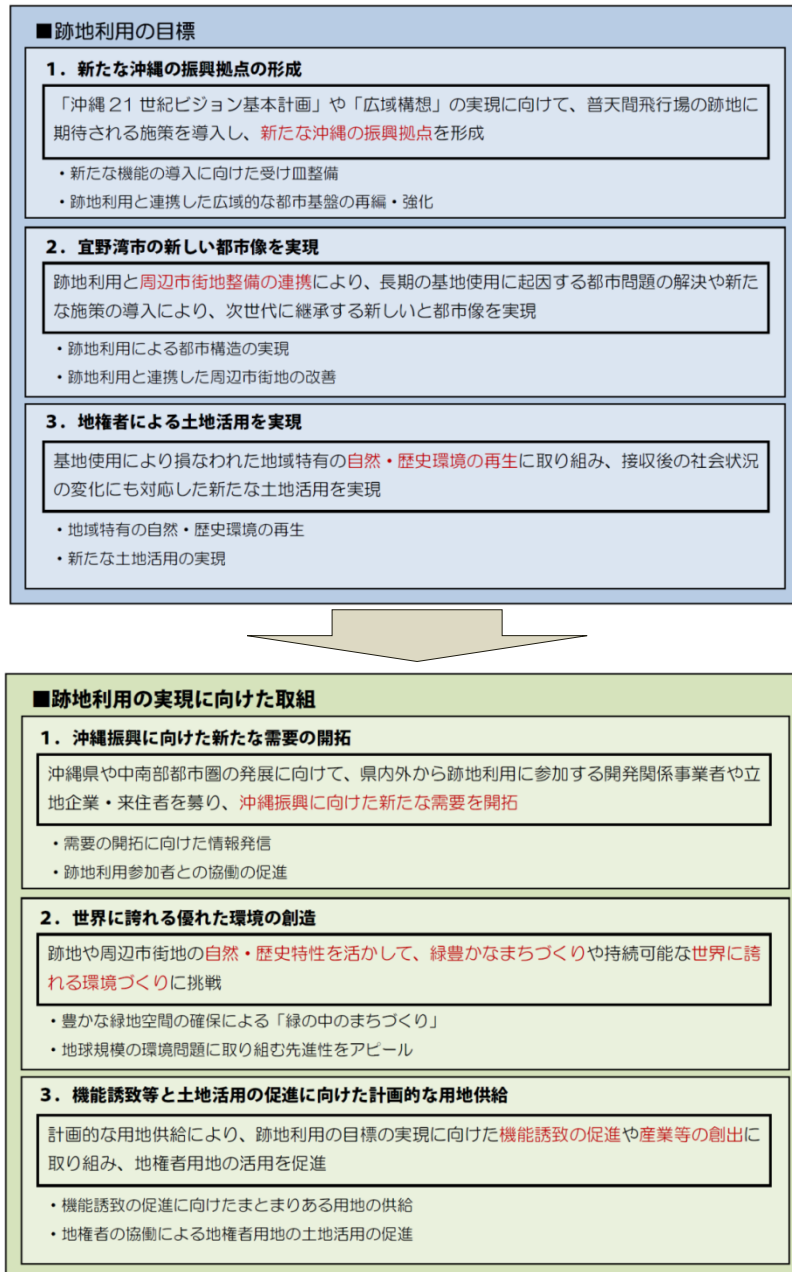 ■跡地利用の目標
1．新たな沖縄の振興拠点の形成
「沖縄21世紀ビジョン基本計画」や「広域構想」の実現に向けて、普天間飛行場の跡地に
期待される施策を導入し、新たな沖縄の振興拠点を形成
・新たな機能の導入に向けた受け皿整備
・跡地利用と連携した広域的な都市基盤の再編・強化
2．宜野湾市の新しい都市像を実現
跡地利用と周辺市街地整備の連携により、長期の基地使用に起因する都市問題の解決や新た
な施策の導入により、次世代に継承する新しいと都市像を実現
・跡地利用による都市構造の実現
・跡地利用と連携した周辺市街地の改善
3．地権者による土地活用を実現
基地使用により損なわれた地域特有の自然・歴史環境の再生に取り組み、接収後の社会状況
の変化にも対応した新たな土地活用を実現
・地域特有の自然・歴史環境の再生
・新たな土地活用の実現
■跡地利用の実現に向けた取組
1．沖縄振興に向けた新たな需要の開拓
沖縄県や中南部都市圏の発展に向けて、県内外から跡地利用に参加する開発関係事業者や立
地企業・来住者を募り、沖縄振興に向けた新たな需要を開拓
・需要の開拓に向けた情報発信
・跡地利用参加者との協働の促進
2．世界に誇れる優れた環境の創造
跡地や周辺市街地の自然・歴史特性を活かして、緑豊かなまちづくりや持続可能な世界に誇
れる環境づくりに挑戦
・豊かな緑地空間の確保による「緑の中のまちづくり」
・地球規模の環境問題に取り組む先進性をアピール
3．機能誘致等と土地活用の促進に向けた計画的な用地供給
計画的な用地供給により、跡地利用の目標の実現に向けた機能誘致の促進や産業等の創出に
取り組み、地権者用地の活用を促進
・機能誘致の促進に向けたまとまりある用地の供給
・地権者の協働による地権者用地の土地活用の促進